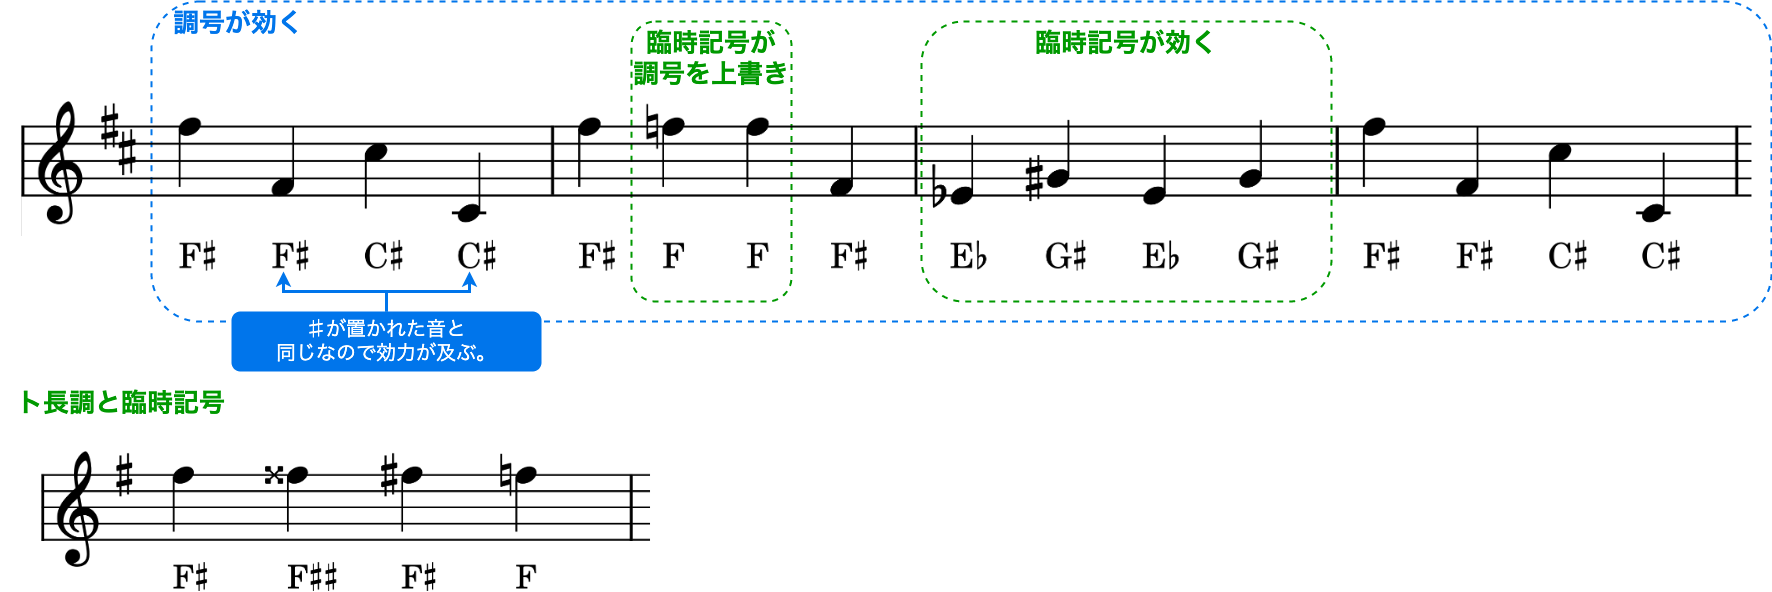 調号が効く
臨時記号が
調号を上書き
臨時記号が効く
F♯ F♯ C♯ C♯ F♯ F F F♯ E♭ G♯ E♭ G♯ F♯ F♯ C♯ C♯
♯が置かれた音と
同じなので効力が及ぶ。
ト長調と臨時記号
F♯ F♯♯ F♯ F